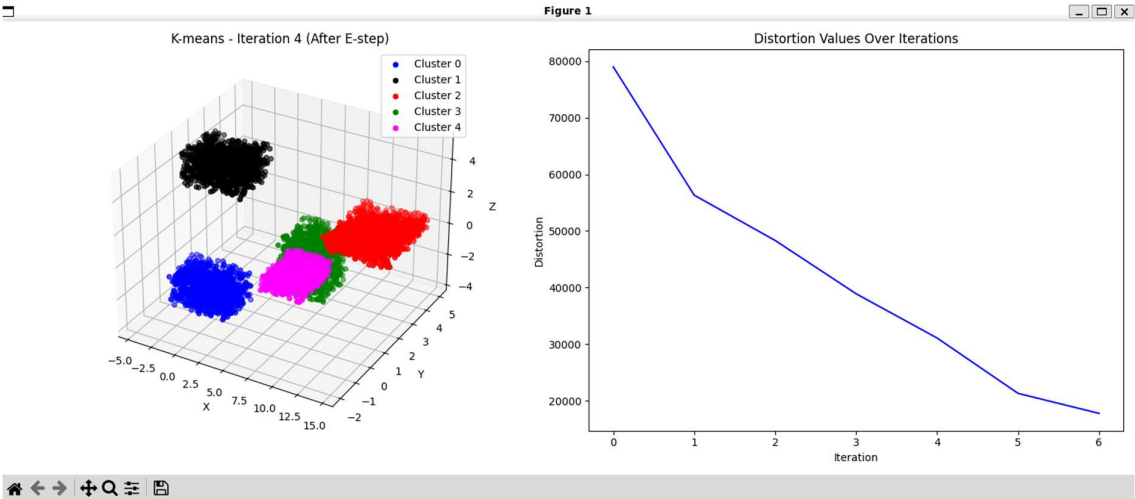 Figure 1
K-means - Iteration 4 (After E-step)
Cluster 0
Cluster 1
Cluster 2
Cluster 3
Cluster 4
4
2
0
−2
−4
Z
−5.0
−2.5
0.0
2.5
5.0
7.5
10.0
12.5
15.0
X
−2
−1
0
1
2
3
4
5
Y
Distortion Values Over Iterations
80000
70000
60000
50000
40000
30000
20000
Distortion
0 1 2 3 4 5 6
Iteration